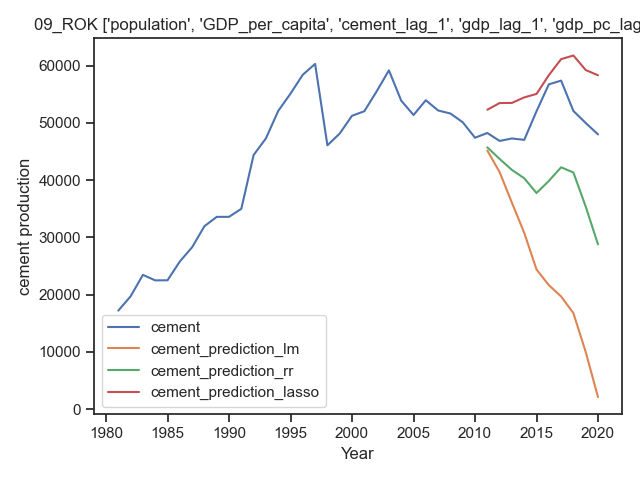 09_ROK ['population', 'GDP_per_capita', 'cement_lag_1', 'gdp_lag_1', 'gdp_pc_lag
60000
50000
40000
30000
20000
10000
0
cement production
cement
cement_prediction_lm
cement_prediction_rr
cement_prediction_lasso
1980 1985 1990 1995 2000 2005 2010 2015 2020
Year